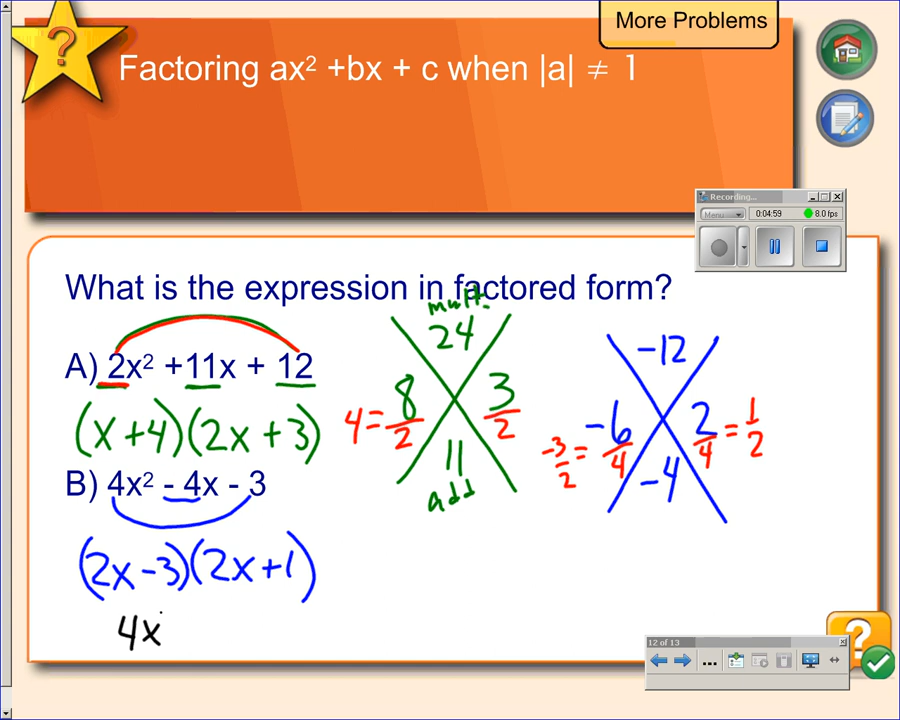 More Problems
?
Factoring ax² +bx + c when |a| ≠ 1
Recording...
Menu
0:04:59
8.0 fps
What is the expression in factored form?
A) 2x² +11x + 12
(x+4)(2x+3)
mult.
24
4 = 8/2
3/2
11
add
-12
-3/2 = -6/4
2/4 = 1/2
-4
B) 4x² - 4x - 3
(2x-3)(2x+1)
4x
12 of 13
...
?